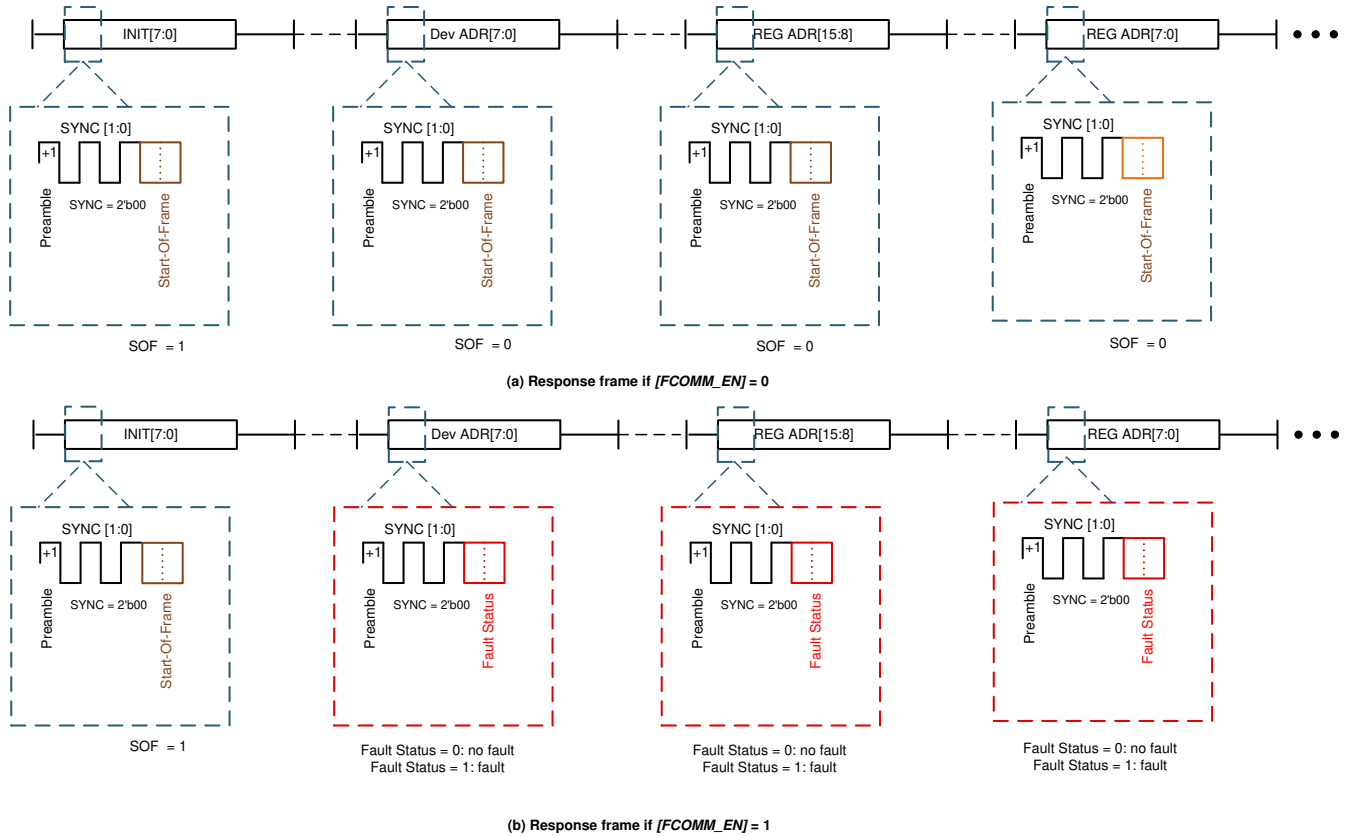 INIT[7:0]
Dev ADR[7:0]
REG ADR[15:8]
REG ADR[7:0]
SYNC [1:0]
+1
SYNC = 2'b00
Preamble
Start-Of-Frame
SOF = 1
SYNC [1:0]
+1
SYNC = 2'b00
Preamble
Start-Of-Frame
SOF = 0
SYNC [1:0]
+1
SYNC = 2'b00
Preamble
Start-Of-Frame
SOF = 0
SYNC [1:0]
+1
SYNC = 2'b00
Preamble
Start-Of-Frame
SOF = 0
(a) Response frame if [FCOMM_EN] = 0
INIT[7:0]
Dev ADR[7:0]
REG ADR[15:8]
REG ADR[7:0]
SYNC [1:0]
+1
SYNC = 2'b00
Preamble
Start-Of-Frame
SOF = 1
SYNC [1:0]
+1
SYNC = 2'b00
Preamble
Fault Status
Fault Status = 0: no fault
Fault Status = 1: fault
SYNC [1:0]
+1
SYNC = 2'b00
Preamble
Fault Status
Fault Status = 0: no fault
Fault Status = 1: fault
SYNC [1:0]
+1
SYNC = 2'b00
Preamble
Fault Status
Fault Status = 0: no fault
Fault Status = 1: fault
(b) Response frame if [FCOMM_EN] = 1